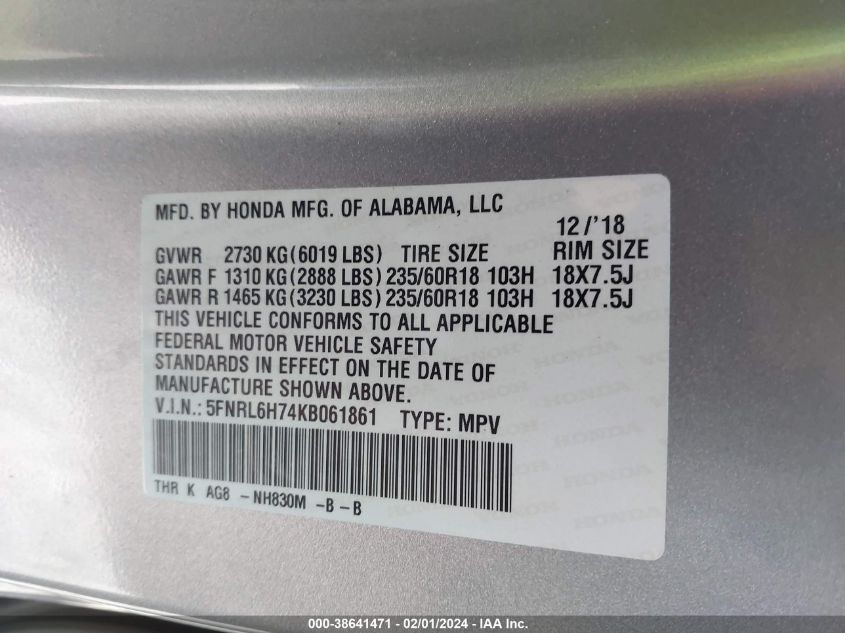 MFD. BY HONDA MFG. OF ALABAMA, LLC
12/'18
GVWR 2730 KG(6019 LBS) TIRE SIZE RIM SIZE
GAWR F 1310 KG(2888 LBS) 235/60R18 103H 18X7.5J
GAWR R 1465 KG(3230 LBS) 235/60R18 103H 18X7.5J
THIS VEHICLE CONFORMS TO ALL APPLICABLE
FEDERAL MOTOR VEHICLE SAFETY
STANDARDS IN EFFECT ON THE DATE OF
MANUFACTURE SHOWN ABOVE.
V.I.N.: 5FNRL6H74KB061861 TYPE: MPV
THR K AG8 -NH830M -B-B
000-38641471 - 02/01/2024 - IAA Inc.